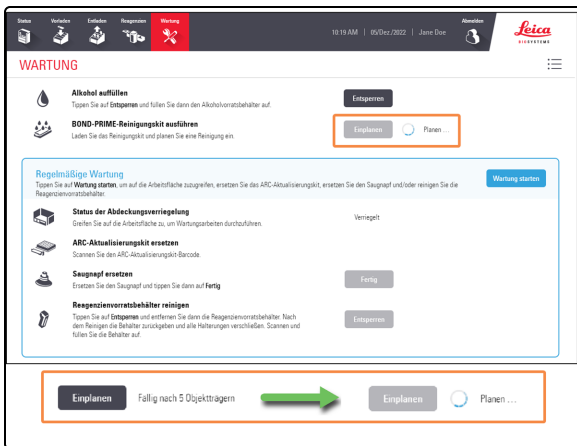 Status Vorladen Entladen Reagenzien Wartung
10:19 AM | 05/Dez./2022 | Jane Doe
Abmelden
Leica
BIOSYSTEMS
WARTUNG
Alkohol auffüllen
Tippen Sie auf Entsperren und füllen Sie dann den Alkoholvorratsbehälter auf.
Entsperren
BOND-PRIME-Reinigungskit ausführen
Laden Sie das Reinigungskit und planen Sie eine Reinigung ein.
Einplanen Planen ...
Regelmäßige Wartung
Tippen Sie auf Wartung starten, um auf die Arbeitsfläche zuzugreifen, ersetzen Sie das ARC-Aktualisierungskit, ersetzen Sie den Saugnapf und/oder reinigen Sie die
Reagenzienvorratsbehälter.
Wartung starten
Status der Abdeckungsverriegelung
Greifen Sie auf die Arbeitsfläche zu, um Wartungsarbeiten durchzuführen.
Verriegelt
ARC-Aktualisierungskit ersetzen
Scannen Sie den ARC-Aktualisierungskit-Barcode.
Saugnapf ersetzen
Ersetzen Sie den Saugnapf und tippen Sie dann auf Fertig
Fertig
Reagenzienvorratsbehälter reinigen
Tippen Sie auf Entsperren und entfernen Sie dann die Reagenzienvorratsbehälter. Nach
dem Reinigen die Behälter zurückgeben und alle Halterungen verschließen. Scannen und
füllen Sie die Behälter auf.
Entsperren
Einplanen Fällig nach 5 Objektträgern Einplanen Planen ...